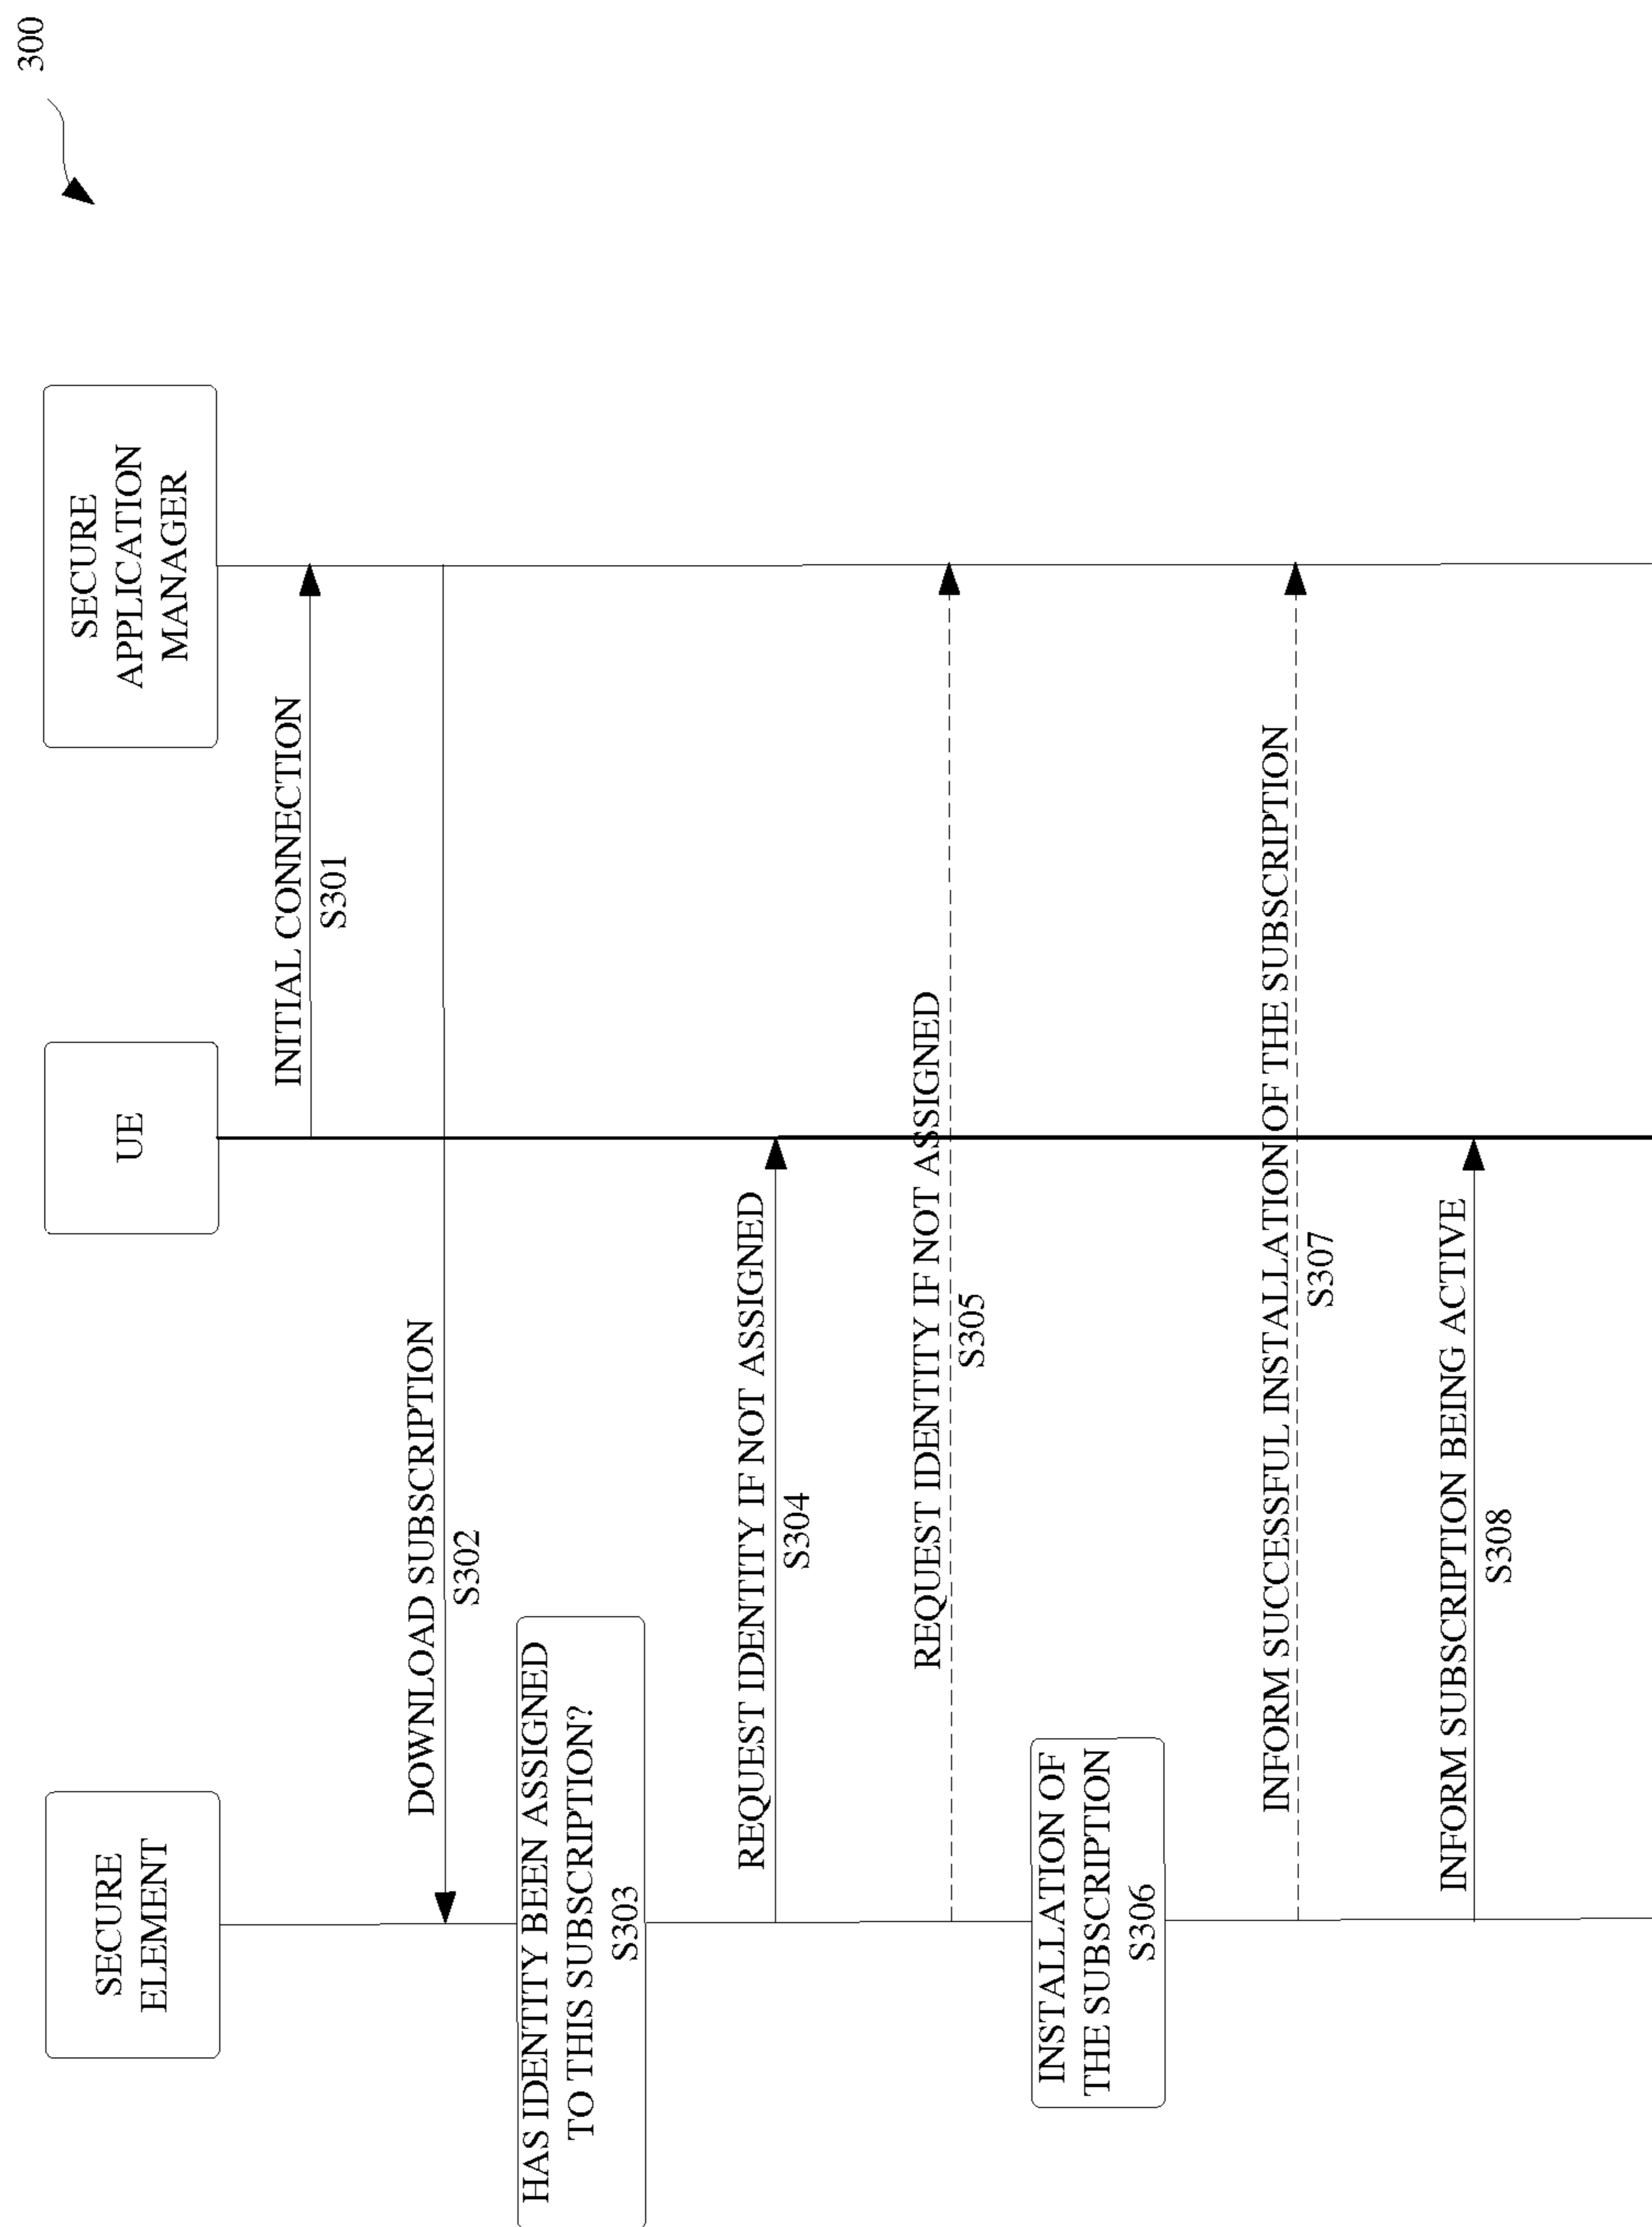 300
SECURE
ELEMENT
UE
SECURE
APPLICATION
MANAGER
INITIAL CONNECTION
S301
DOWNLOAD SUBSCRIPTION
S302
HAS IDENTITY BEEN ASSIGNED
TO THIS SUBSCRIPTION?
S303
REQUEST IDENTITY IF NOT ASSIGNED
S304
REQUEST IDENTITY IF NOT ASSIGNED
S305
INSTALLATION OF
THE SUBSCRIPTION
S306
INFORM SUCCESSFUL INSTALLATION OF THE SUBSCRIPTION
S307
INFORM SUBSCRIPTION BEING ACTIVE
S308